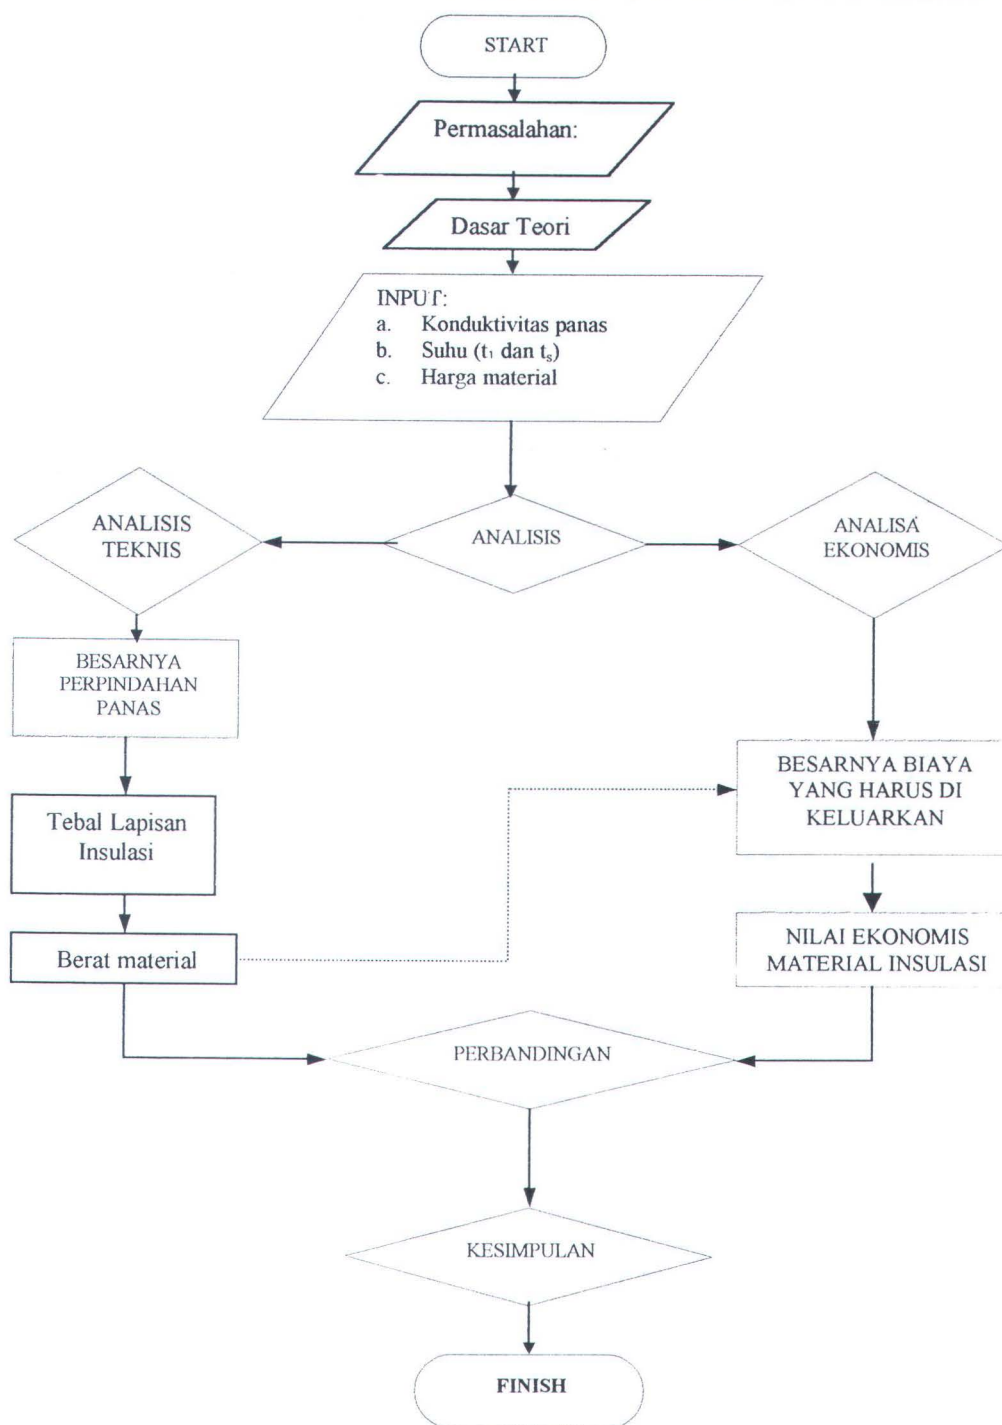 START
Permasalahan:
Dasar Teori
INPUT:
a. Konduktivitas panas
b. Suhu (t₁ dan tₛ)
c. Harga material
ANALISIS
TEKNIS
ANALISIS
ANALISA
EKONOMIS
BESARNYA
PERPINDAHAN
PANAS
BESARNYA BIAYA
YANG HARUS DI
KELUARKAN
Tebal Lapisan
Insulasi
Berat material
NILAI EKONOMIS
MATERIAL INSULASI
PERBANDINGAN
KESIMPULAN
FINISH